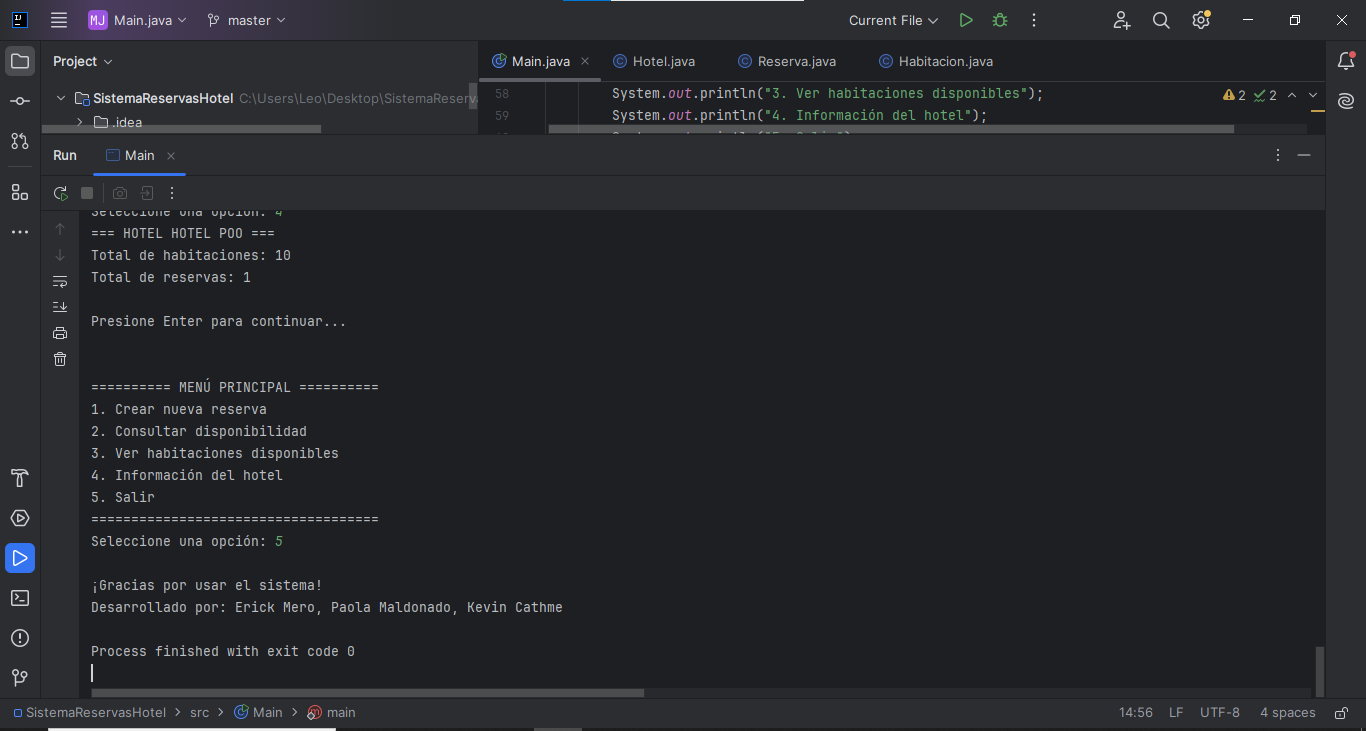 MJ Main.java master Current File
Project
Main.java Hotel.java Reserva.java Habitacion.java
SistemaReservasHotel C:\Users\Leo\Desktop\SistemaReserv
.idea
58 System.out.println("3. Ver habitaciones disponibles");
59 System.out.println("4. Información del hotel");
2 2
Run Main
Seleccione una opción: 4
=== HOTEL HOTEL POO ===
Total de habitaciones: 10
Total de reservas: 1
Presione Enter para continuar...
========== MENÚ PRINCIPAL ==========
1. Crear nueva reserva
2. Consultar disponibilidad
3. Ver habitaciones disponibles
4. Información del hotel
5. Salir
====================================
Seleccione una opción: 5
¡Gracias por usar el sistema!
Desarrollado por: Erick Mero, Paola Maldonado, Kevin Cathme
Process finished with exit code 0
SistemaReservasHotel > src > Main > main 14:56 LF UTF-8 4 spaces